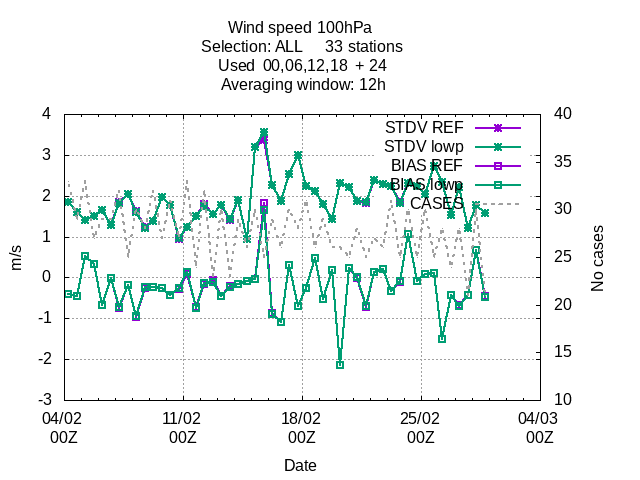 Wind speed 100hPa
Selection: ALL 33 stations
Used 00,06,12,18 + 24
Averaging window: 12h
STDV REF
STDV lowp
BIAS REF
BIAS lowp
CASES
4
3
2
1
0
-1
-2
-3
40
35
30
25
20
15
10
m/s
No cases
04/02 11/02 18/02 25/02 04/03
00Z 00Z 00Z 00Z 00Z
Date